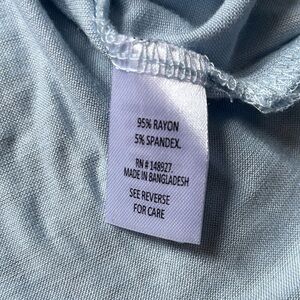 95% RAYON
5% SPANDEX.
RN # 148927
MADE IN BANGLADESH
SEE REVERSE
FOR CARE